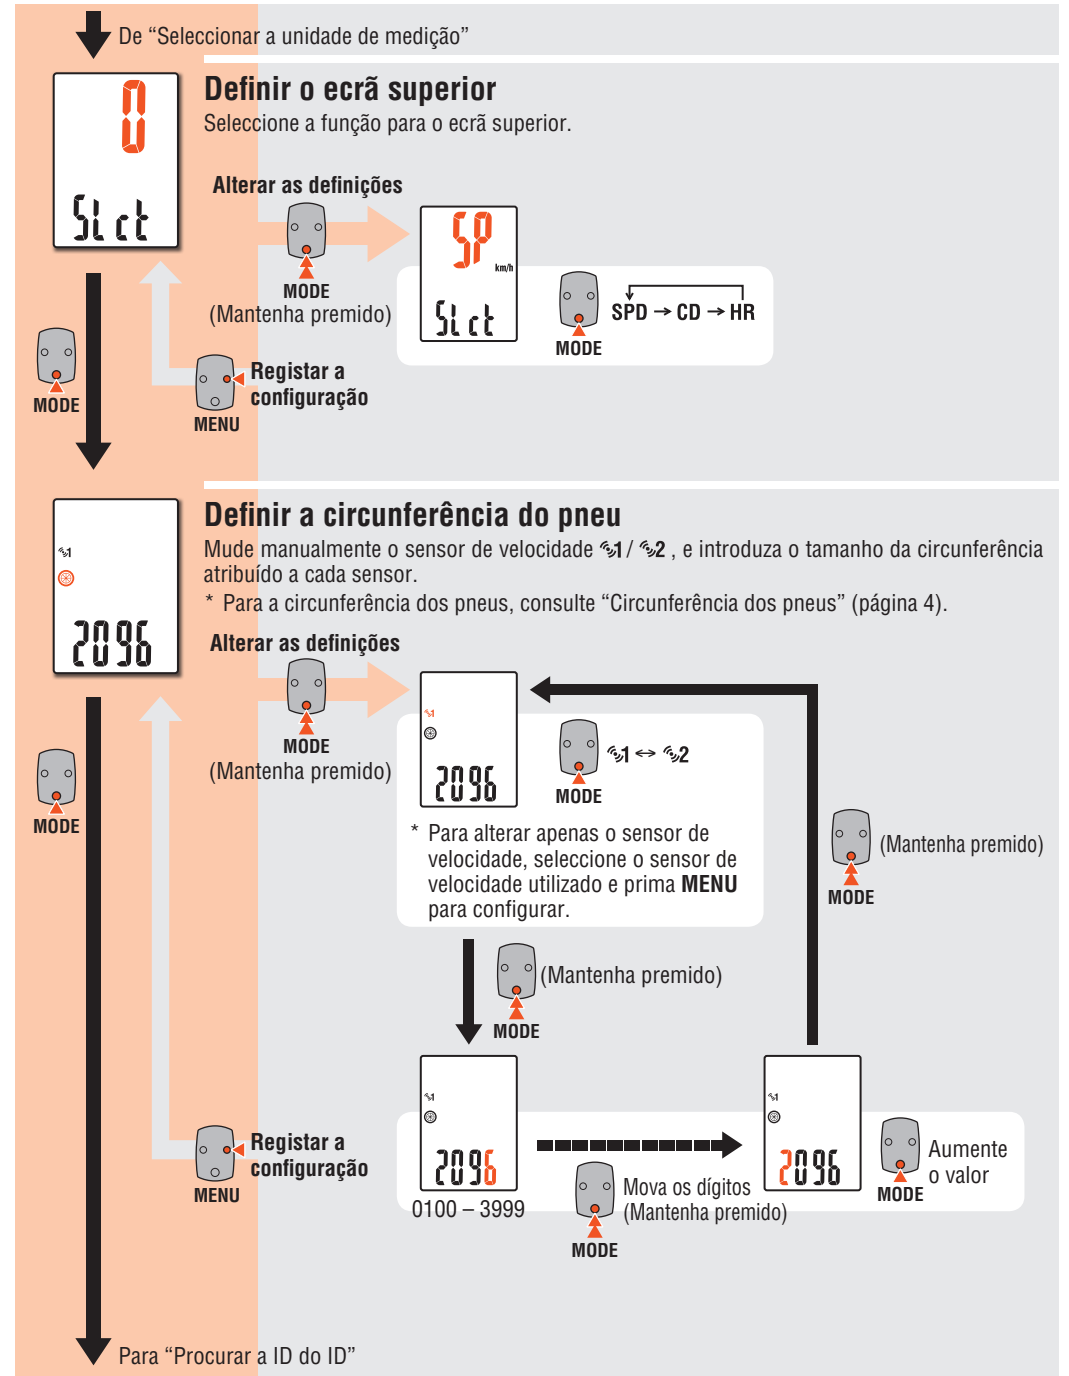 De “Seleccionar a unidade de medição”
0
SLct
Definir o ecrã superior
Seleccione a função para o ecrã superior.
Alterar as definições
MODE
(Mantenha premido)
SP
km/h
SLct
MODE
SPD → CD → HR
MODE
Registar a
configuração
MENU
Definir a circunferência do pneu
Mude manualmente o sensor de velocidade 1 / 2 , e introduza o tamanho da circunferência
atribuído a cada sensor.
* Para a circunferência dos pneus, consulte “Circunferência dos pneus” (página 4).
1
2096
Alterar as definições
MODE
(Mantenha premido)
1
2096
MODE
1 ↔ 2
* Para alterar apenas o sensor de
velocidade, seleccione o sensor de
velocidade utilizado e prima MENU
para configurar.
MODE
(Mantenha premido)
MODE
(Mantenha premido)
MODE
Registar a
configuração
MENU
1
2096
0100 – 3999
Mova os dígitos
(Mantenha premido)
MODE
1
2096
MODE
Aumente
o valor
Para “Procurar a ID do ID”